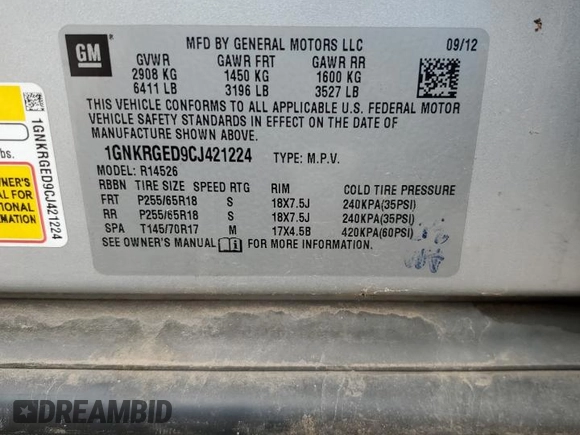 GM
MFD BY GENERAL MOTORS LLC 09/12
GVWR GAWR FRT GAWR RR
2908 KG 1450 KG 1600 KG
6411 LB 3196 LB 3527 LB
THIS VEHICLE CONFORMS TO ALL APPLICABLE U.S. FEDERAL MOTOR
VEHICLE SAFETY STANDARDS IN EFFECT ON THE DATE OF
MANUFACTURE SHOWN ABOVE.
1GNKRGED9CJ421224 TYPE: M.P.V.
MODEL: R14526
RBBN TIRE SIZE SPEED RTG RIM COLD TIRE PRESSURE
FRT P255/65R18 S 18X7.5J 240KPA(35PSI)
RR P255/65R18 S 18X7.5J 240KPA(35PSI)
SPA T145/70R17 M 17X4.5B 420KPA(60PSI)
SEE OWNER'S MANUAL FOR MORE INFORMATION.
lbs.
WNER'S
AL FOR
TIONAL
RMATION
1GNKRGED9CJ421224
DREAMBID